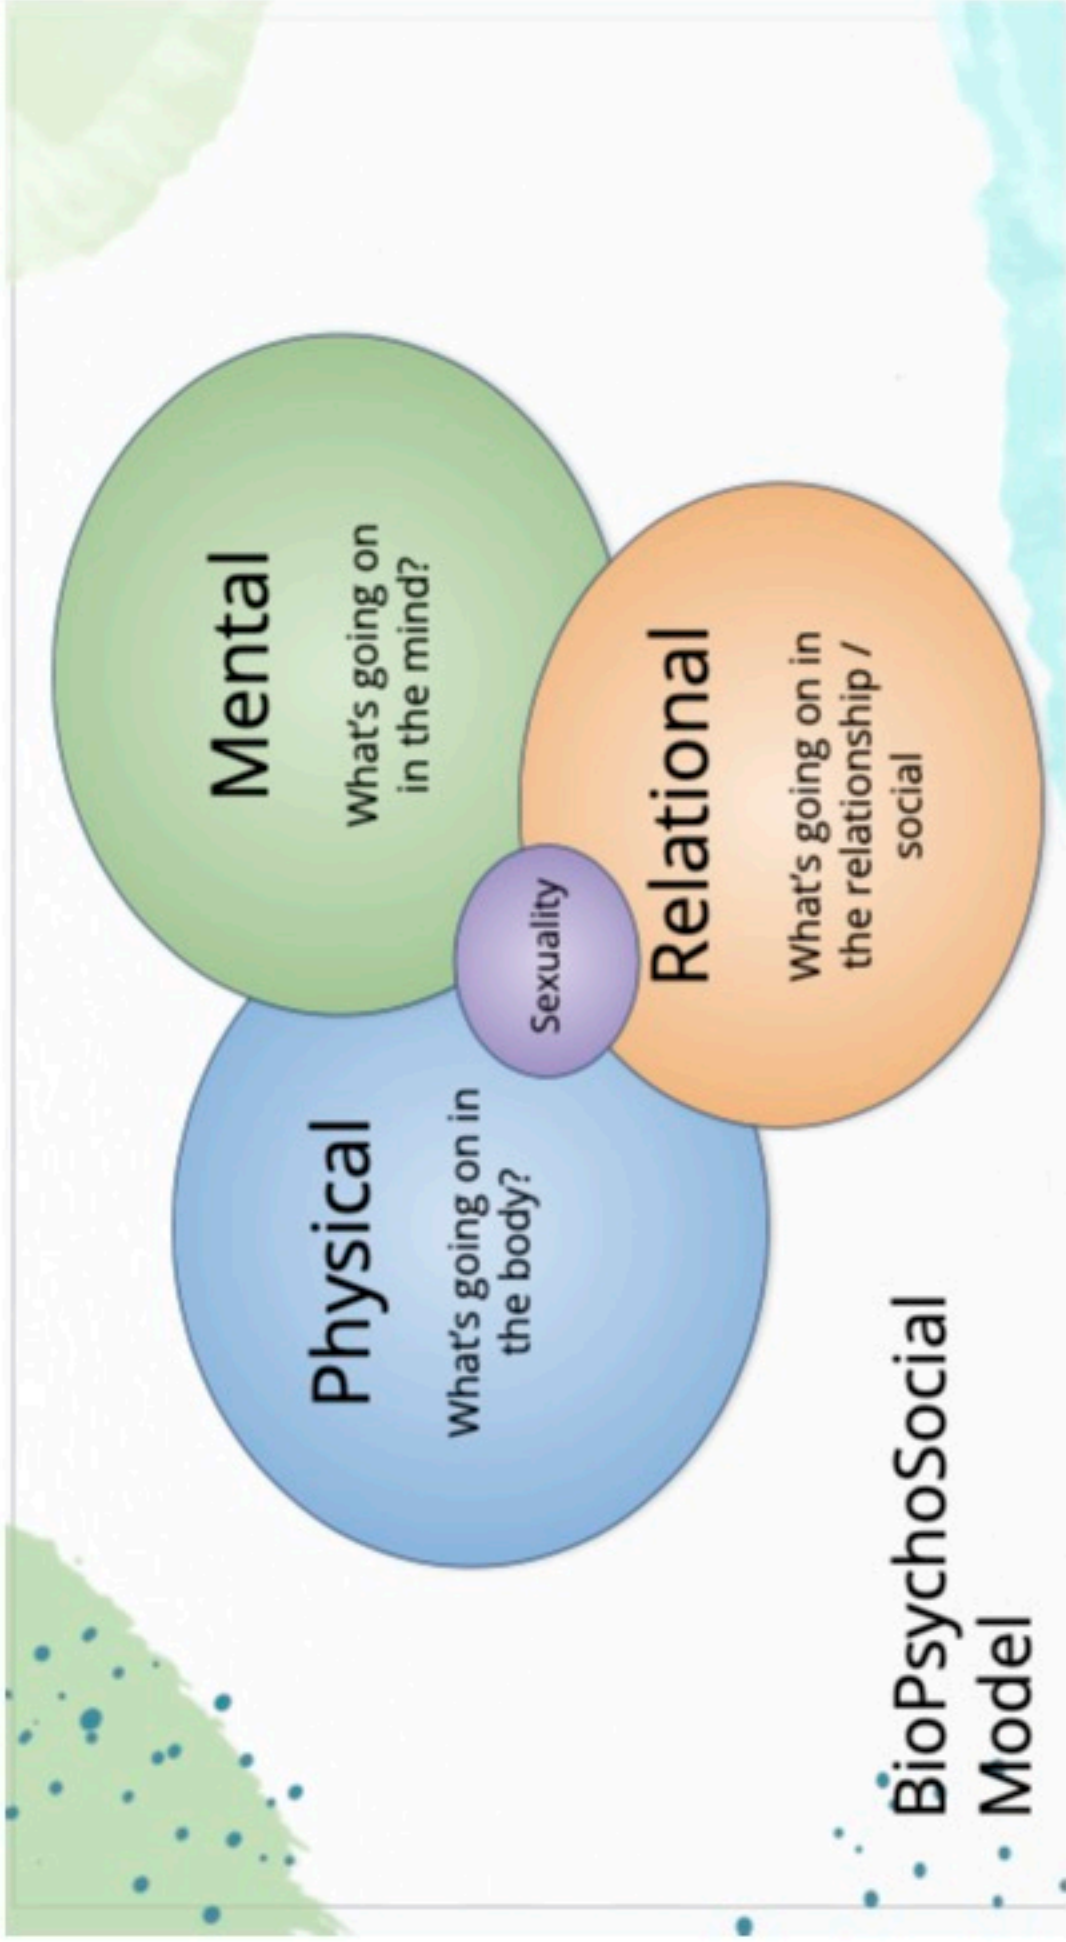 Physical
What's going on in
the body?
Mental
What's going on
in the mind?
Sexuality
Relational
What's going on in
the relationship /
social
BioPsychoSocial
Model